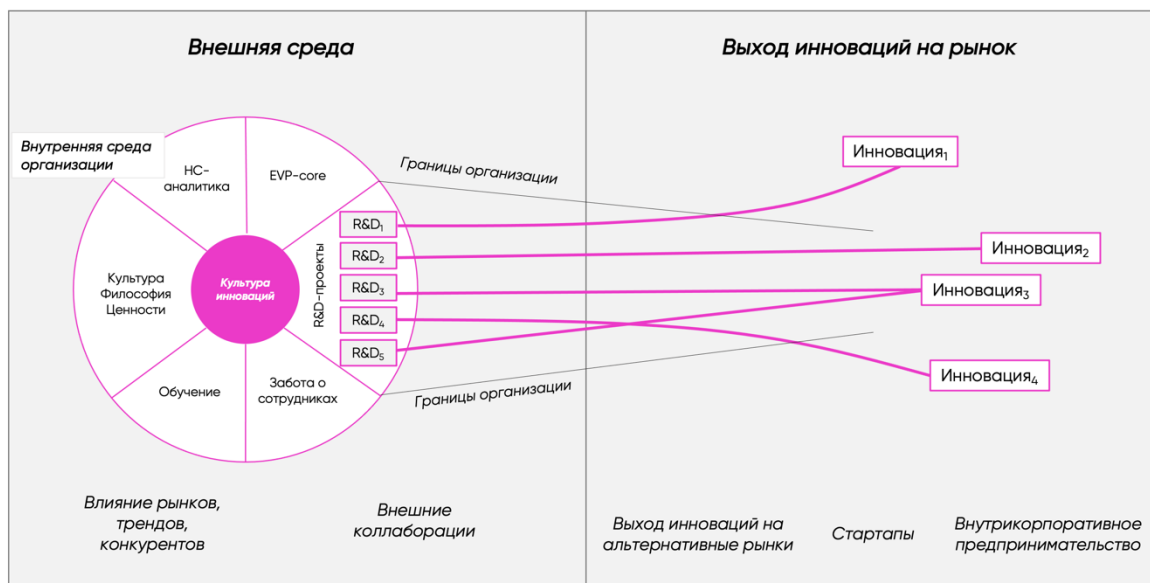 Внешняя среда
Выход инноваций на рынок
Внутренняя среда
организации
HC-
аналитика
EVP-core
Культура
Философия
Ценности
Культура
инноваций
Обучение
Забота о
сотрудниках
R&D-проекты
R&D₁
R&D₂
R&D₃
R&D₄
R&D₅
Границы организации
Границы организации
Инновация₁
Инновация₂
Инновация₃
Инновация₄
Влияние рынков,
трендов,
конкурентов
Внешние
коллаборации
Выход инноваций на
альтернативные рынки
Стартапы
Внутрикорпоративное
предпринимательство